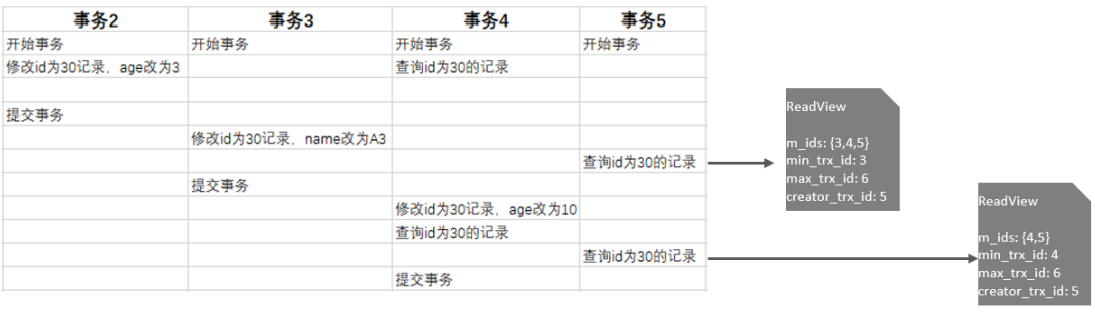 事务2 事务3 事务4 事务5
开始事务 开始事务 开始事务 开始事务
修改id为30记录，age改为3 查询id为30的记录
提交事务
修改id为30记录，name改为A3
查询id为30的记录
提交事务
修改id为30记录，age改为10
查询id为30的记录
查询id为30的记录
提交事务
ReadView
m_ids: {3,4,5}
min_trx_id: 3
max_trx_id: 6
creator_trx_id: 5
ReadView
m_ids: {4,5}
min_trx_id: 4
max_trx_id: 6
creator_trx_id: 5